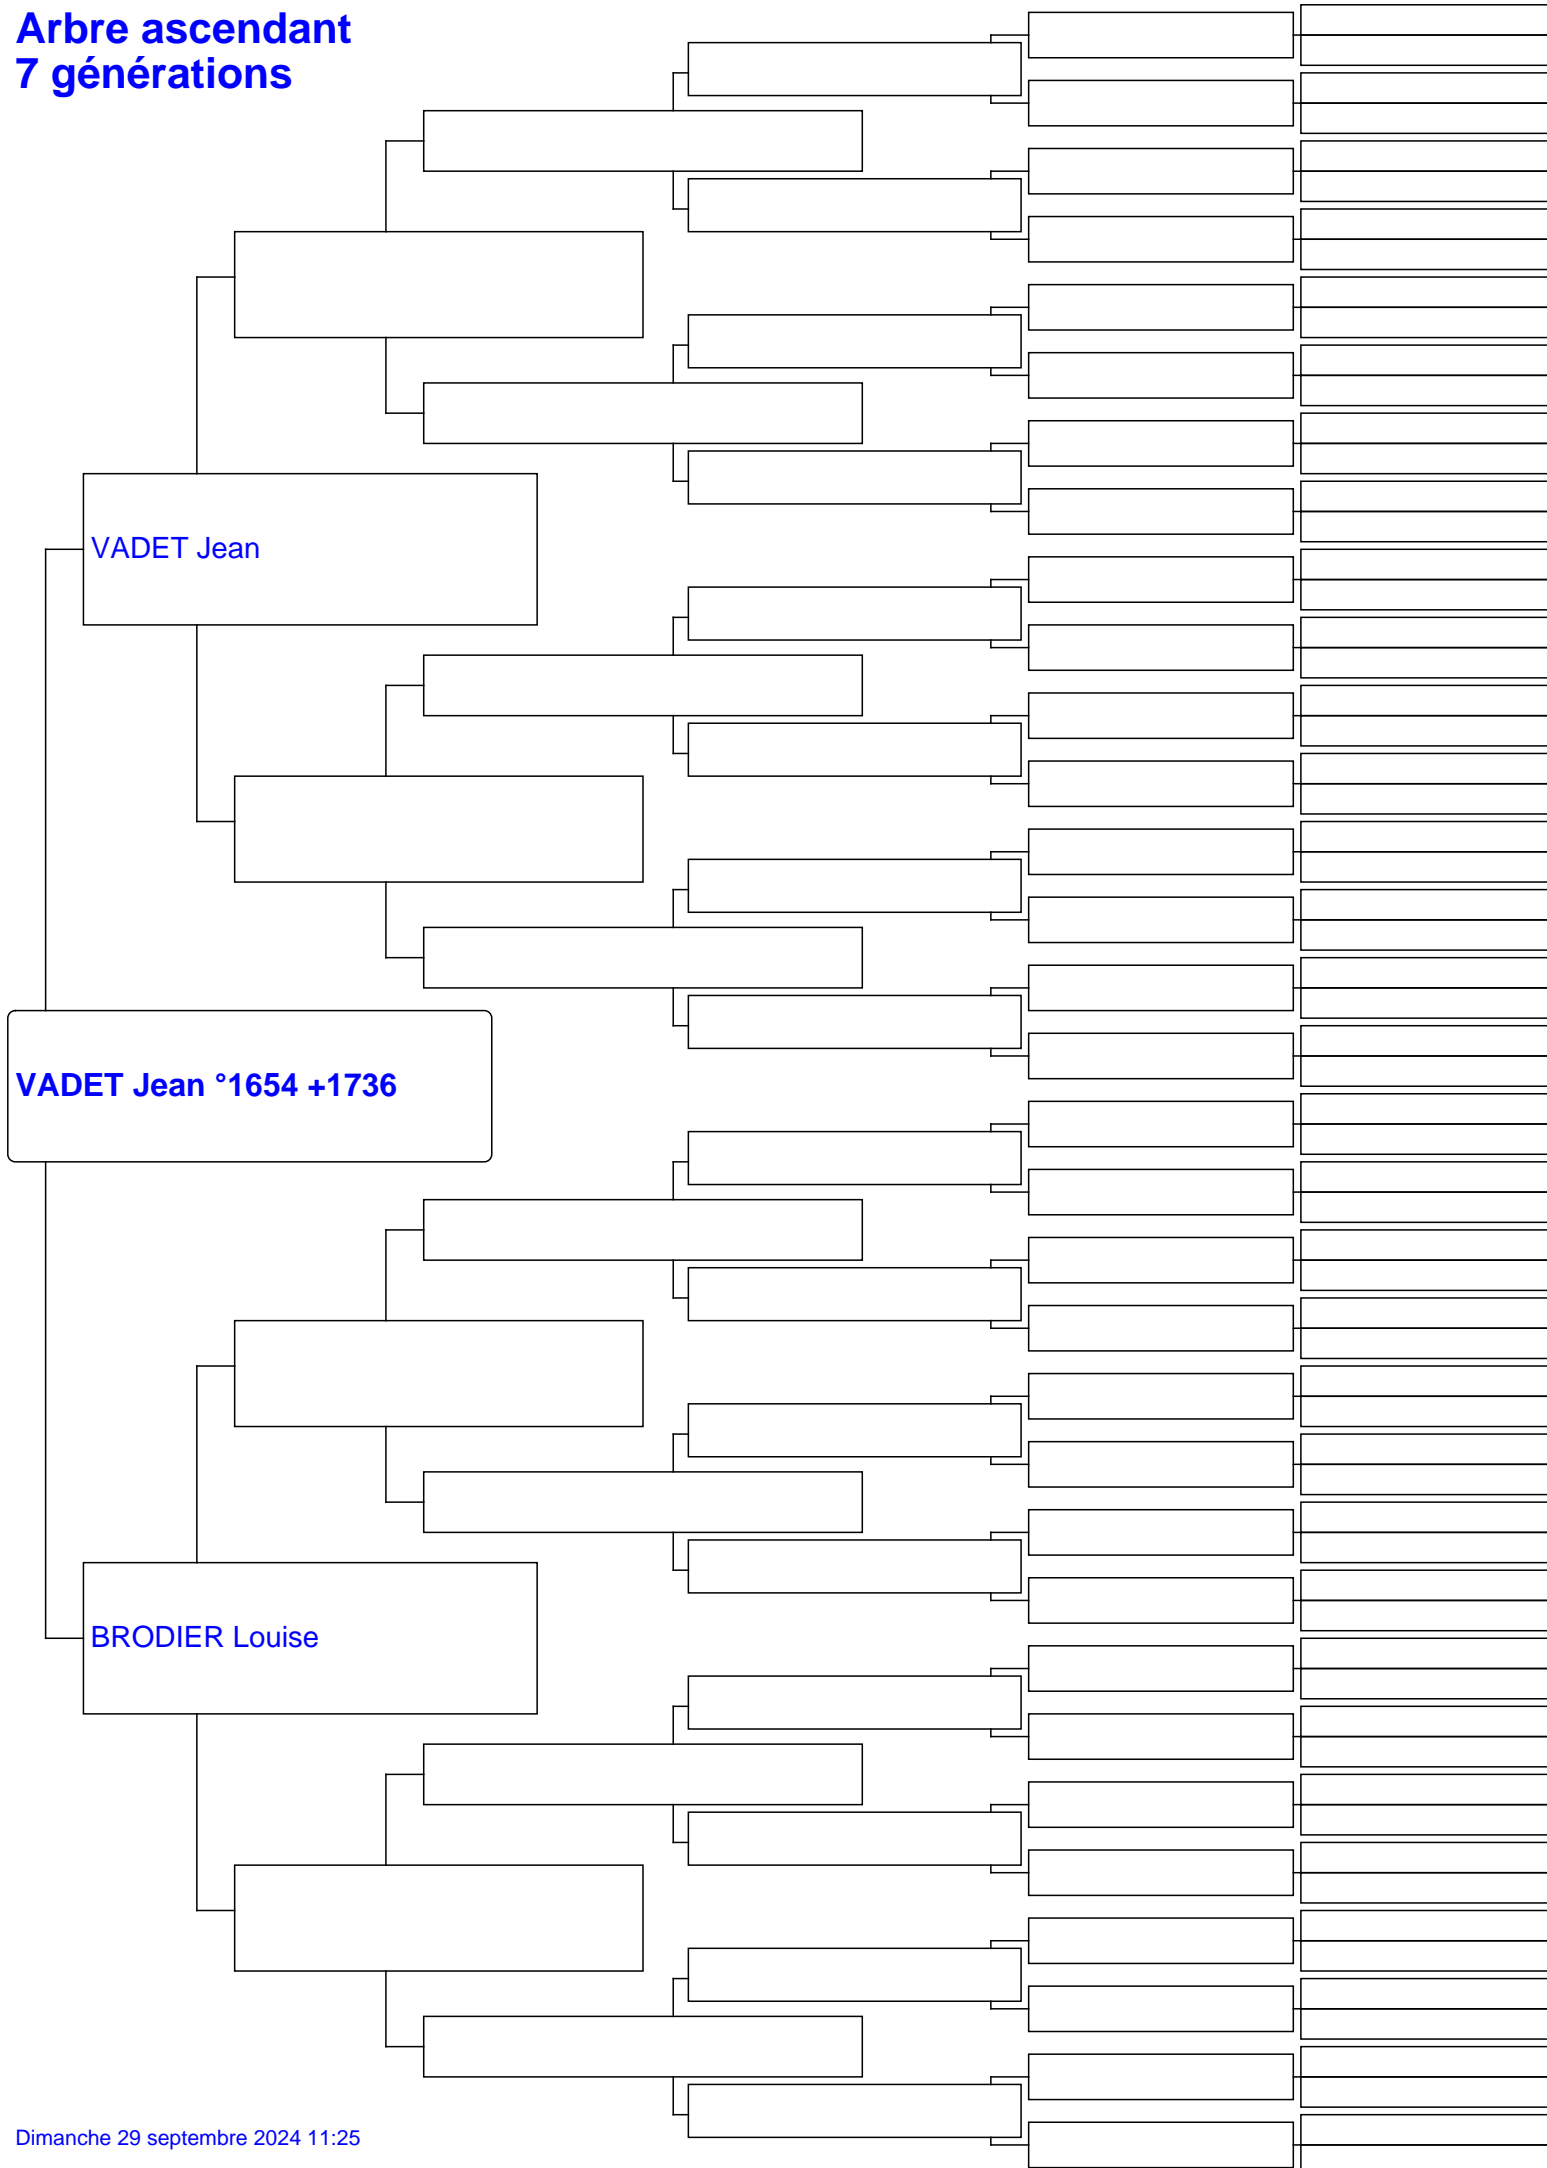 Arbre ascendant
7 générations
VADET Jean
VADET Jean °1654 +1736
BRODIER Louise
Dimanche 29 septembre 2024 11:25